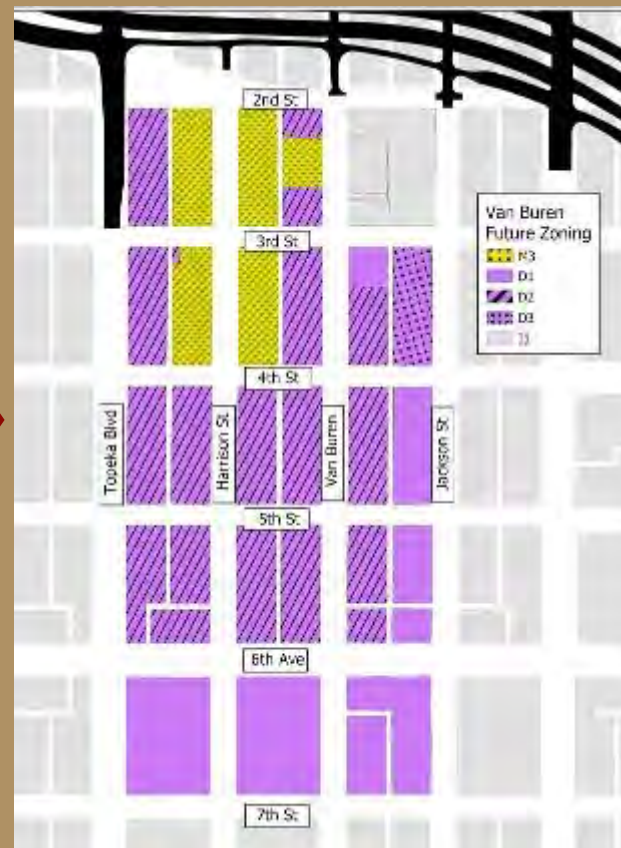 2nd St
Van Buren
Future Zoning
M3
D1
D2
D3
3rd St
4th St
Topeka Blvd
Harrison St
Van Buren
Jackson St
5th St
6th Ave
7th St